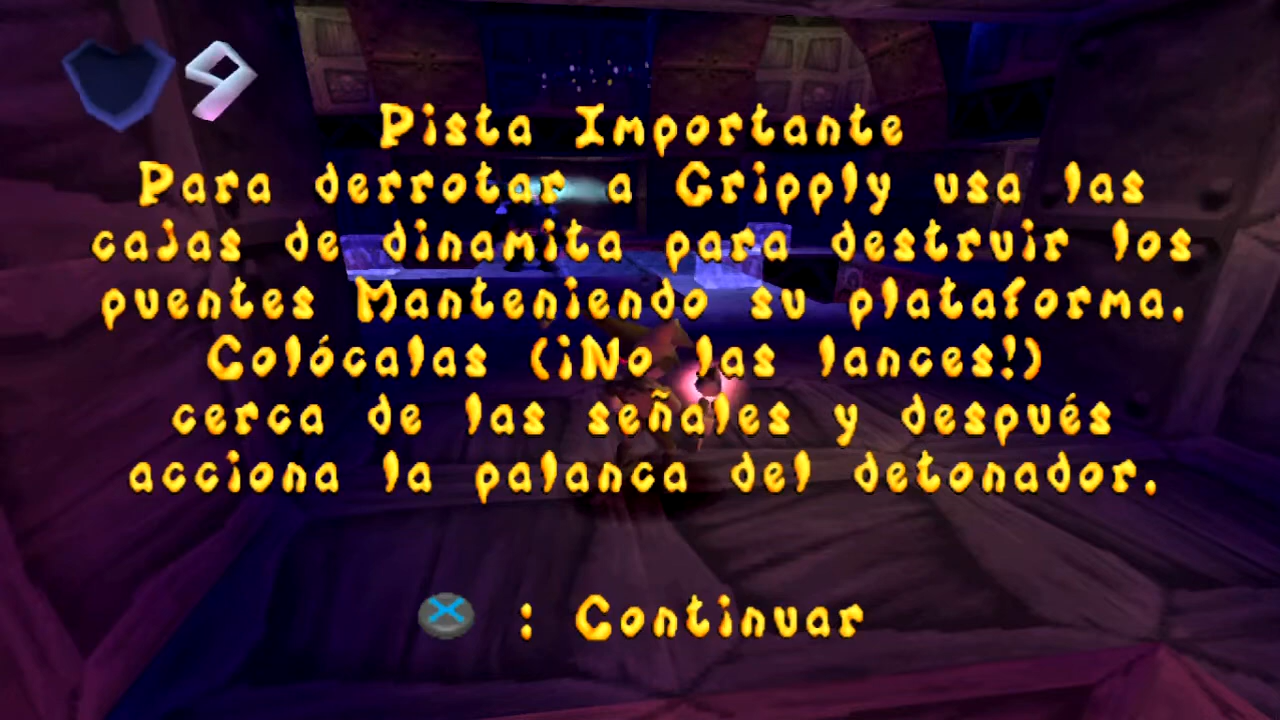 9
Pista Importante
Para derrotar a Gripply usa las
cajas de dinamita para destruir los
puentes Manteniendo su plataforma.
Colócalas (¡No las lances!)
cerca de las señales y después
acciona la palanca del detonador.
: Continuar